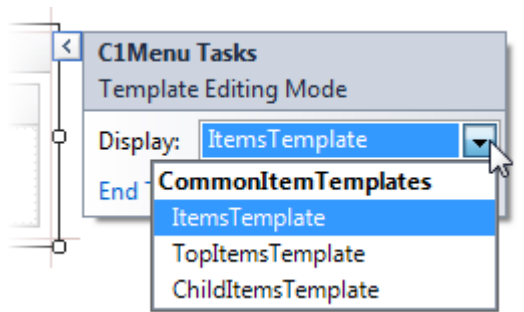 C1Menu Tasks
Template Editing Mode
Display: ItemsTemplate
End
CommonItemTemplates
ItemsTemplate
TopItemsTemplate
ChildItemsTemplate